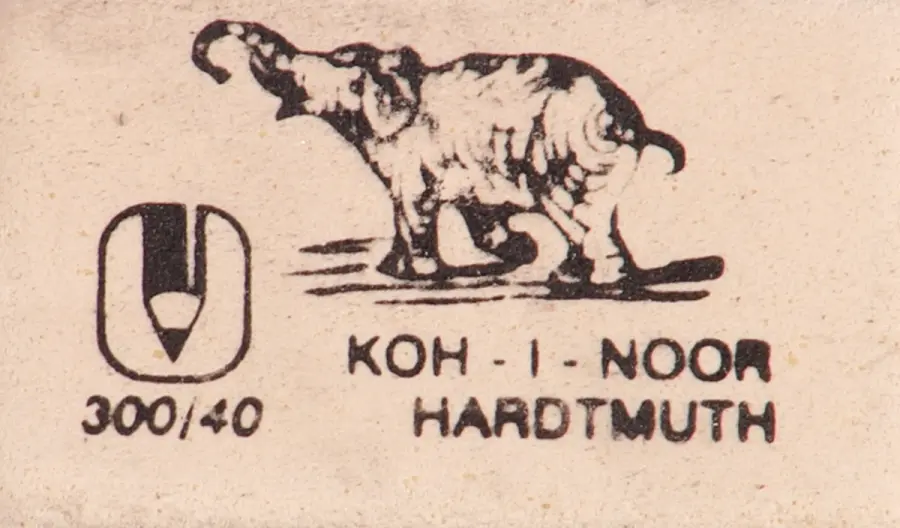 300/40
KOH - I - NOOR
HARDTMUTH